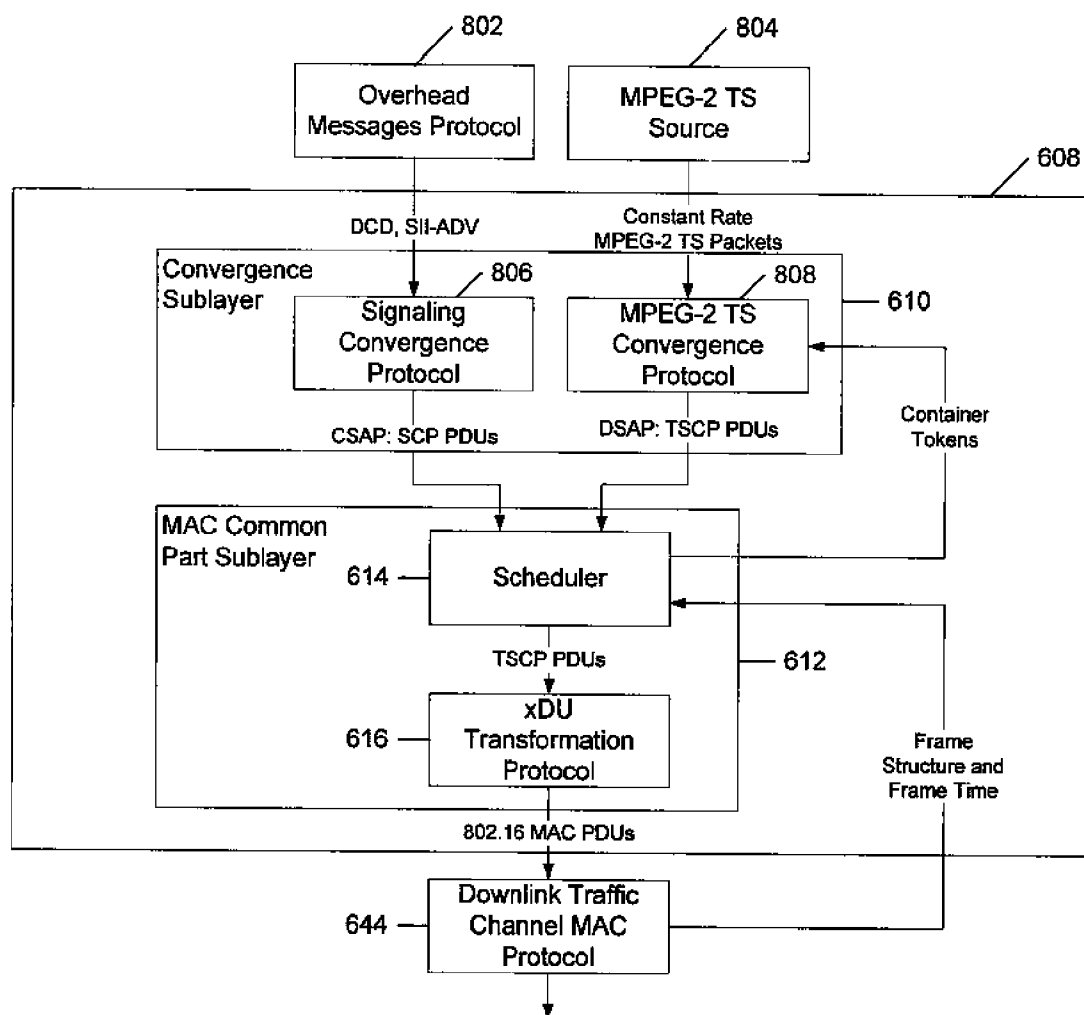 802
804
Overhead
Messages Protocol
MPEG-2 TS
Source
608
DCD, SII-ADV
Constant Rate
MPEG-2 TS Packets
Convergence
Sublayer
806
808
610
Signaling
Convergence
Protocol
MPEG-2 TS
Convergence
Protocol
Container
Tokens
CSAP: SCP PDUs
DSAP: TSCP PDUs
MAC Common
Part Sublayer
614
Scheduler
TSCP PDUs
612
616
xDU
Transformation
Protocol
Frame
Structure and
Frame Time
802.16 MAC PDUs
644
Downlink Traffic
Channel MAC
Protocol